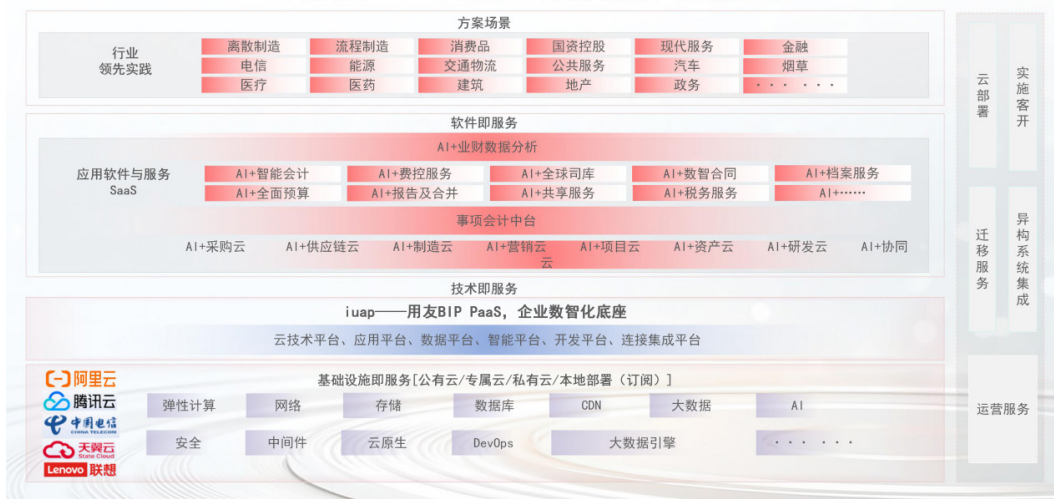 方案场景
行业
领先实践
离散制造 流程制造 消费品 国资控股 现代服务 金融
电信 能源 交通物流 公共服务 汽车 烟草
医疗 医药 建筑 地产 政务 · · · · · ·
软件即服务
AI+业财数据分析
应用软件与服务
SaaS
AI+智能会计 AI+费控服务 AI+全球司库 AI+数智合同 AI+档案服务
AI+全面预算 AI+报告及合并 AI+共享服务 AI+税务服务 AI+······
事项会计中台
AI+采购云 AI+供应链云 AI+制造云 AI+营销云 AI+项目云 AI+资产云 AI+研发云 AI+协同
云
技术即服务
iuap——用友BIP PaaS，企业数智化底座
云技术平台、应用平台、数据平台、智能平台、开发平台、连接集成平台
基础设施即服务[公有云/专属云/私有云/本地部署（订阅）]
阿里云
腾讯云
中国电信
CHINA TELECOM
天翼云
State Cloud
Lenovo 联想
弹性计算 网络 存储 数据库 CDN 大数据 AI
安全 中间件 云原生 DevOps 大数据引擎 · · · · · ·
云部署
实施客开
迁移服务
异构系统集成
运营服务